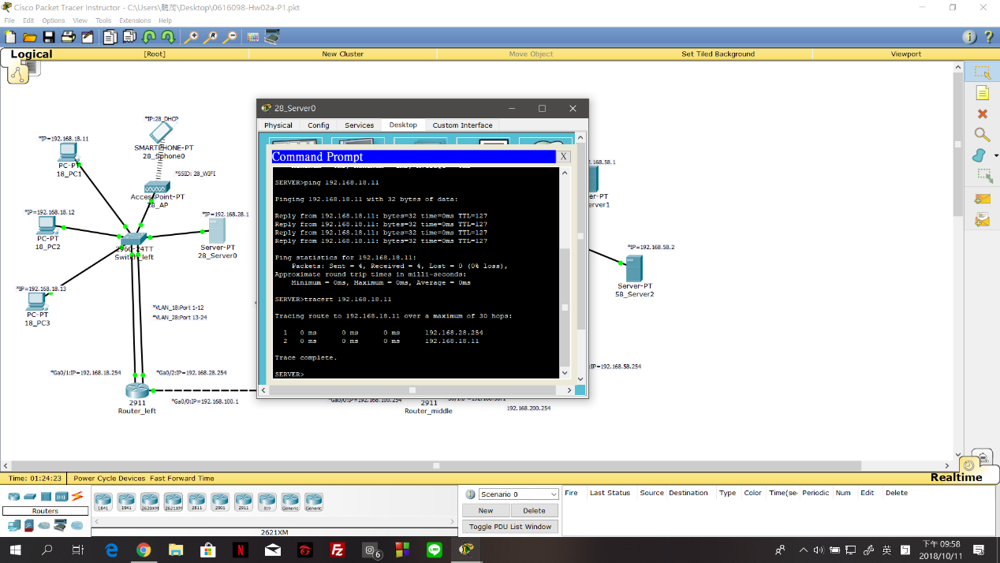 Cisco Packet Tracer Instructor - C:\Users\醜茂\Desktop\0616098-Hw02a-P1.pkt
File Edit Options View Tools Extensions Help
Logical
[Root]
New Cluster
Move Object
Set Tiled Background
Viewport
*IP:28_DHCP
SMARTPHONE-PT
28_Sphone0
*SSID: 28_WIFI
AccessPoint-PT
28_AP
*IP=192.168.18.11
PC-PT
18_PC1
*IP=192.168.18.12
PC-PT
18_PC2
*IP=192.168.18.13
PC-PT
18_PC3
2960-24TT
Switch_left
*IP=192.168.28.1
Server-PT
28_Server0
*VLAN_18:Port 1-12
*VLAN_28:Port 13-24
*Ga0/1:IP=192.168.18.254
*Ga0/2:IP=192.168.28.254
2911
Router_left
*Ga0/0:IP=192.168.100.1
28_Server0
Physical Config Services Desktop Custom Interface
Command Prompt
X
SERVER>ping 192.168.18.11
Pinging 192.168.18.11 with 32 bytes of data:
Reply from 192.168.18.11: bytes=32 time=0ms TTL=127
Reply from 192.168.18.11: bytes=32 time=0ms TTL=127
Reply from 192.168.18.11: bytes=32 time=0ms TTL=127
Reply from 192.168.18.11: bytes=32 time=0ms TTL=127
Ping statistics for 192.168.18.11:
Packets: Sent = 4, Received = 4, Lost = 0 (0% loss),
Approximate round trip times in milli-seconds:
Minimum = 0ms, Maximum = 0ms, Average = 0ms
SERVER>tracert 192.168.18.11
Tracing route to 192.168.18.11 over a maximum of 30 hops:
1 0 ms 0 ms 0 ms 192.168.28.254
2 0 ms 0 ms 0 ms 192.168.18.11
Trace complete.
SERVER>
2911
Router_middle
192.168.200.254
.168.58.1
er-PT
erver1
*IP=192.168.58.2
Server-PT
58_Server2
:IP=192.168.58.254
Time: 01:24:23
Power Cycle Devices Fast Forward Time
Realtime
Routers
1841 1941 2620XM 2621XM 2811 2901 2911 819 Generic Generic
2621XM
Scenario 0
New
Delete
Toggle PDU List Window
Fire Last Status Source Destination Type Color Time(sec Periodic Num Edit Delete
6
英
下午 09:58
2018/10/11